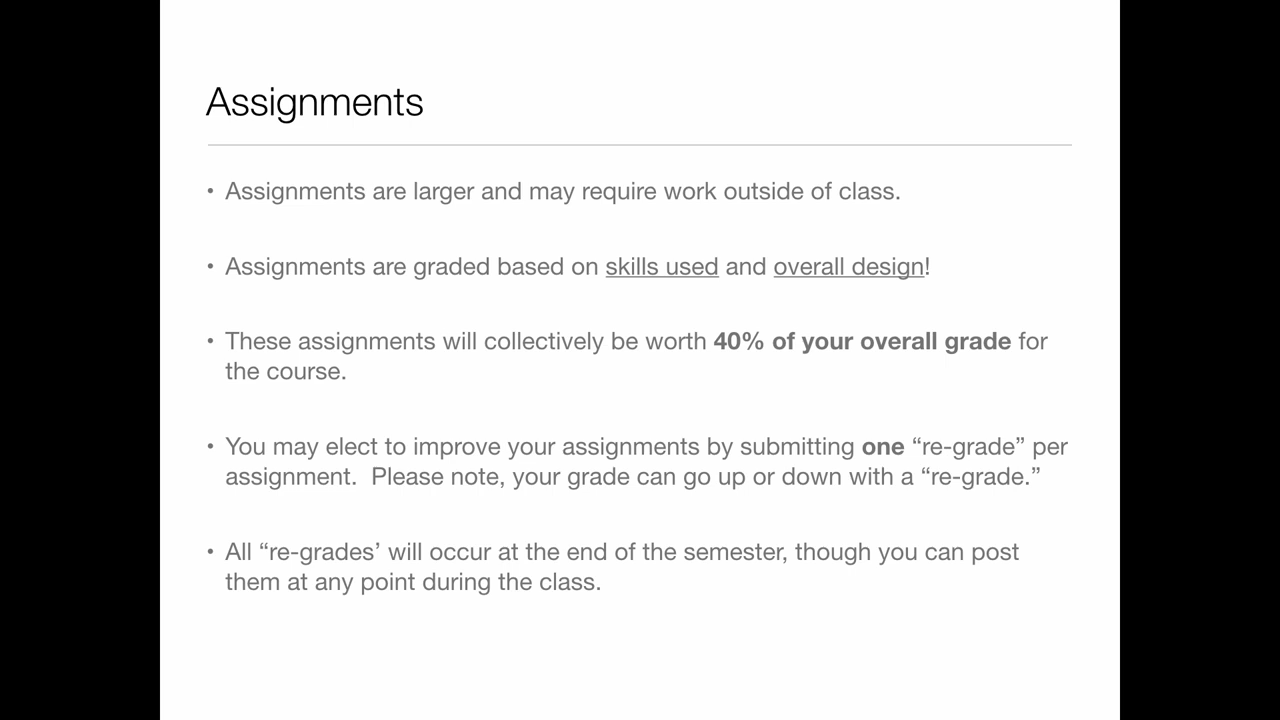 Assignments
• Assignments are larger and may require work outside of class.
• Assignments are graded based on skills used and overall design!
• These assignments will collectively be worth 40% of your overall grade for
the course.
• You may elect to improve your assignments by submitting one “re-grade” per
assignment.  Please note, your grade can go up or down with a “re-grade.”
• All “re-grades’ will occur at the end of the semester, though you can post
them at any point during the class.